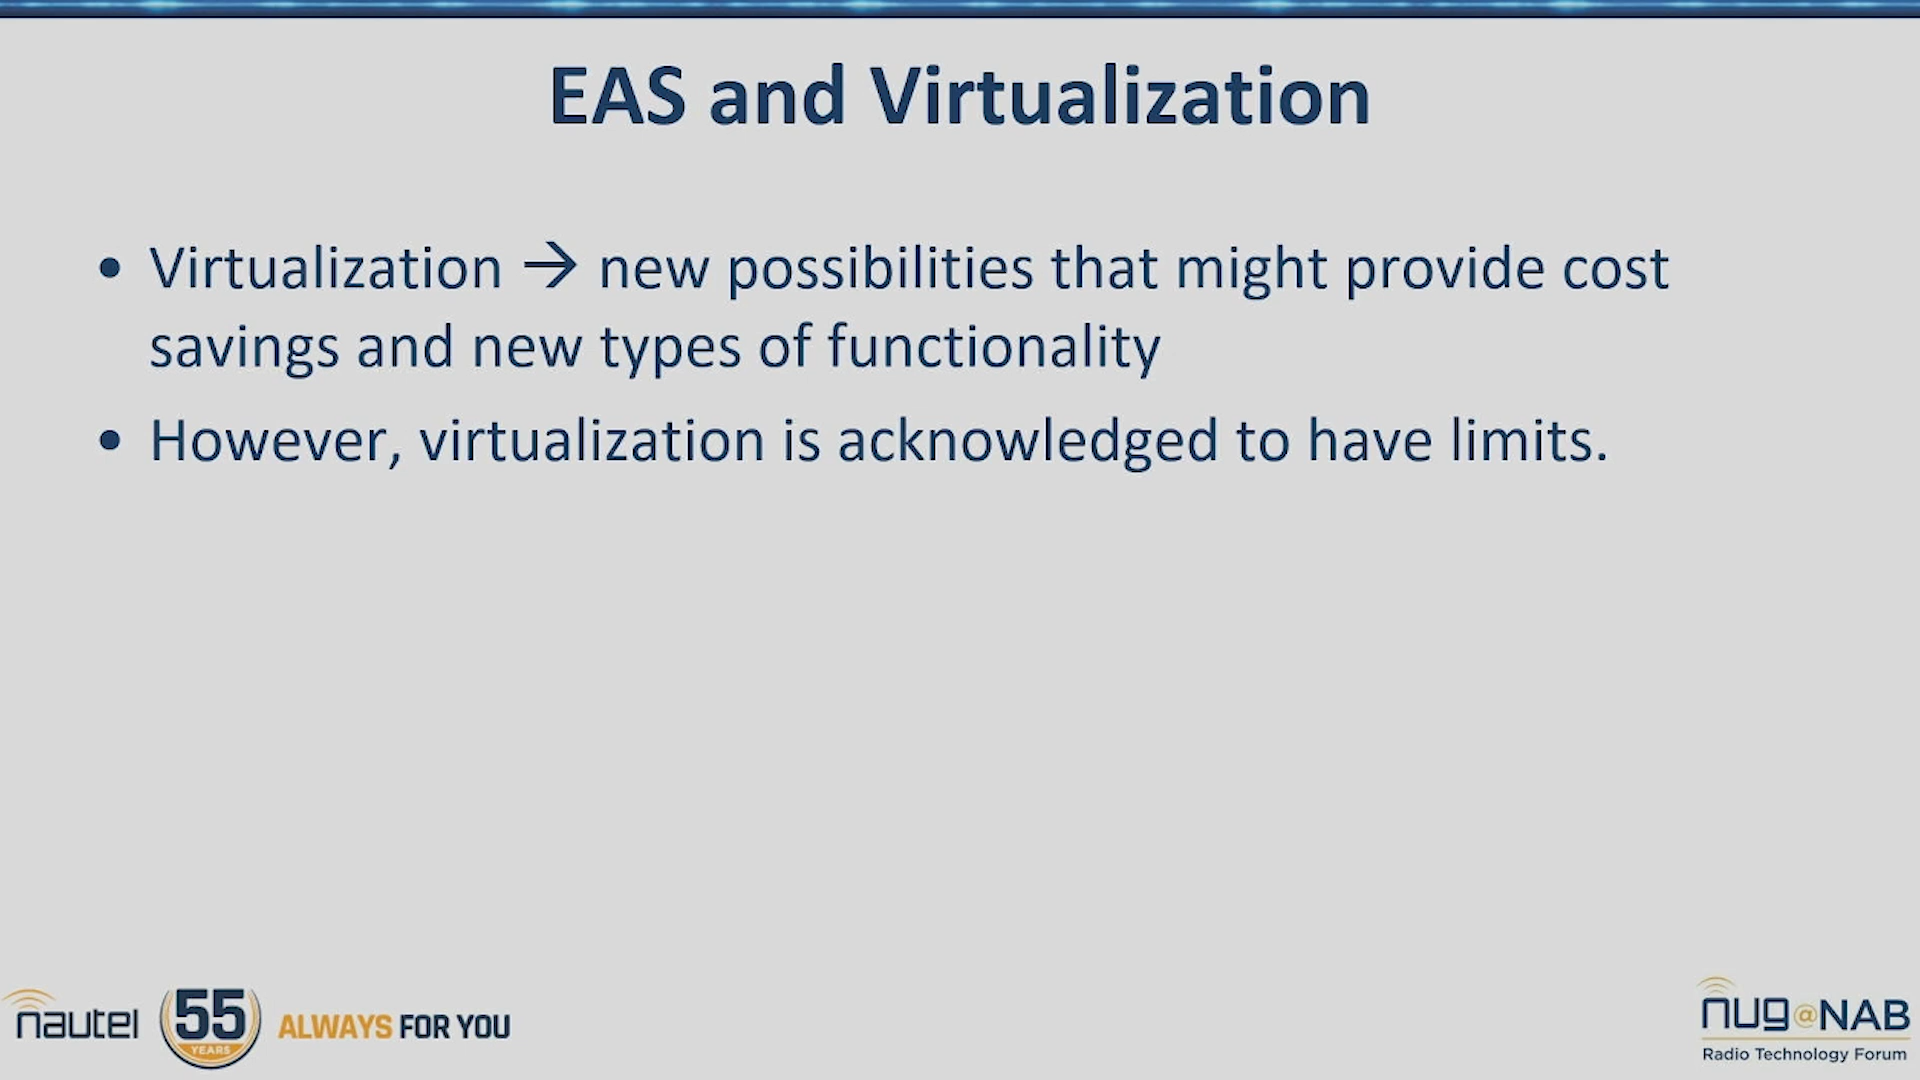 EAS and Virtualization
• Virtualization → new possibilities that might provide cost
savings and new types of functionality
• However, virtualization is acknowledged to have limits.
nautel 55 YEARS ALWAYS FOR YOU
nug@NAB
Radio Technology Forum